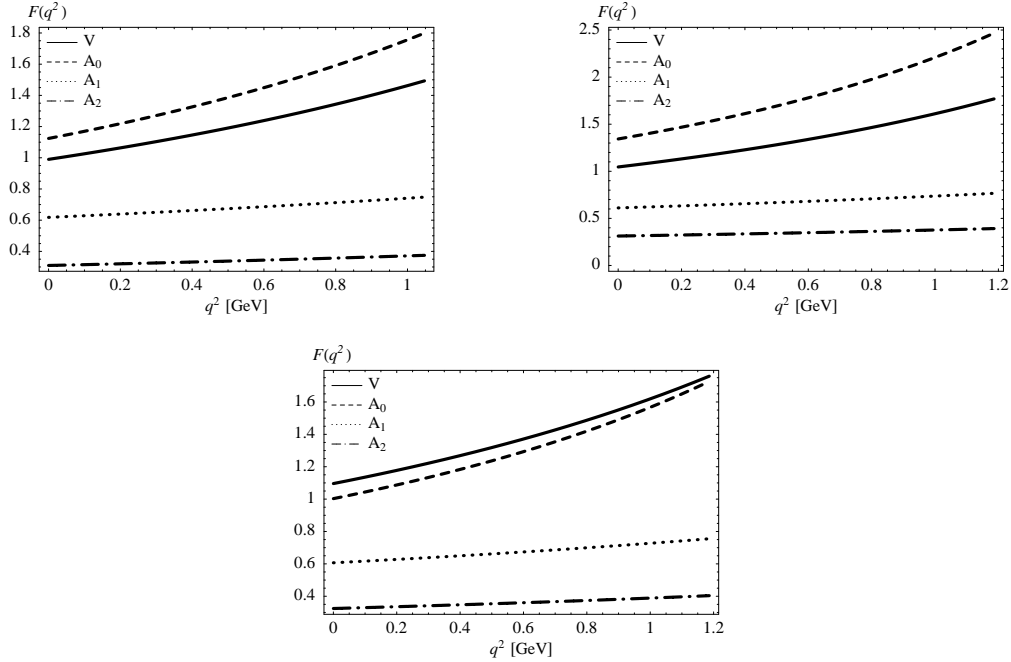 F(q²)
1.8
1.6
1.4
1.2
1
0.8
0.6
0.4
V
A₀
A₁
A₂
0 0.2 0.4 0.6 0.8 1
q² [GeV]
F(q²)
2.5
2
1.5
1
0.5
0
V
A₀
A₁
A₂
0 0.2 0.4 0.6 0.8 1 1.2
q² [GeV]
F(q²)
1.6
1.4
1.2
1
0.8
0.6
0.4
V
A₀
A₁
A₂
0 0.2 0.4 0.6 0.8 1 1.2
q² [GeV]